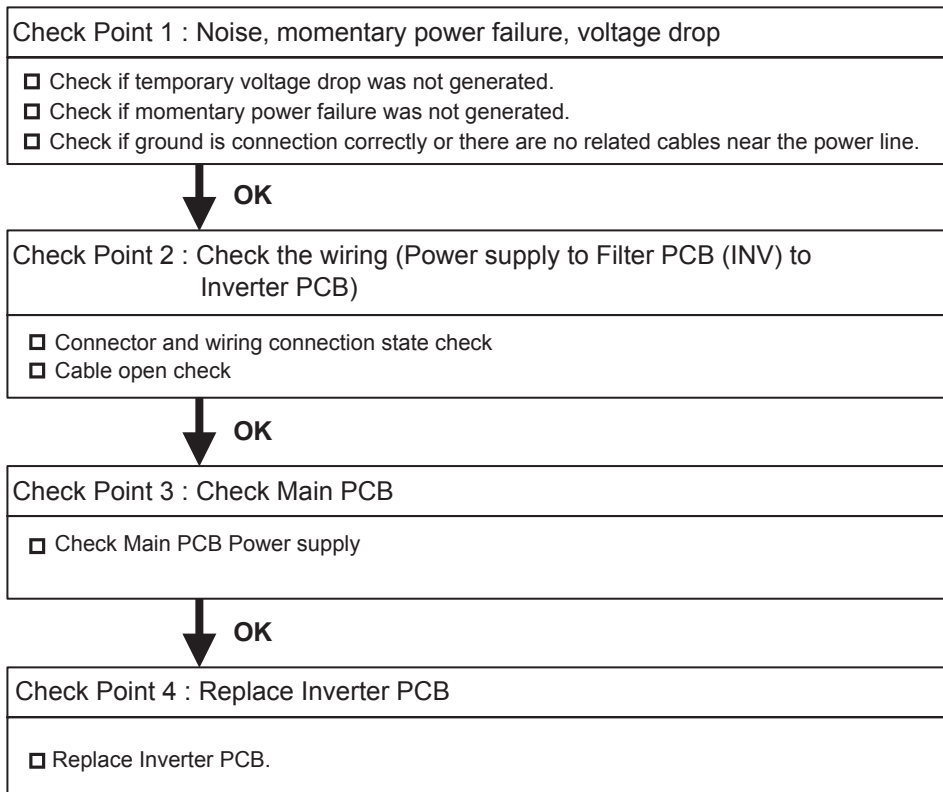 Check Point 1 : Noise, momentary power failure, voltage drop
Check if temporary voltage drop was not generated.
Check if momentary power failure was not generated.
Check if ground is connection correctly or there are no related cables near the power line.
OK
Check Point 2 : Check the wiring (Power supply to Filter PCB (INV) to
Inverter PCB)
Connector and wiring connection state check
Cable open check
OK
Check Point 3 : Check Main PCB
Check Main PCB Power supply
OK
Check Point 4 : Replace Inverter PCB
Replace Inverter PCB.